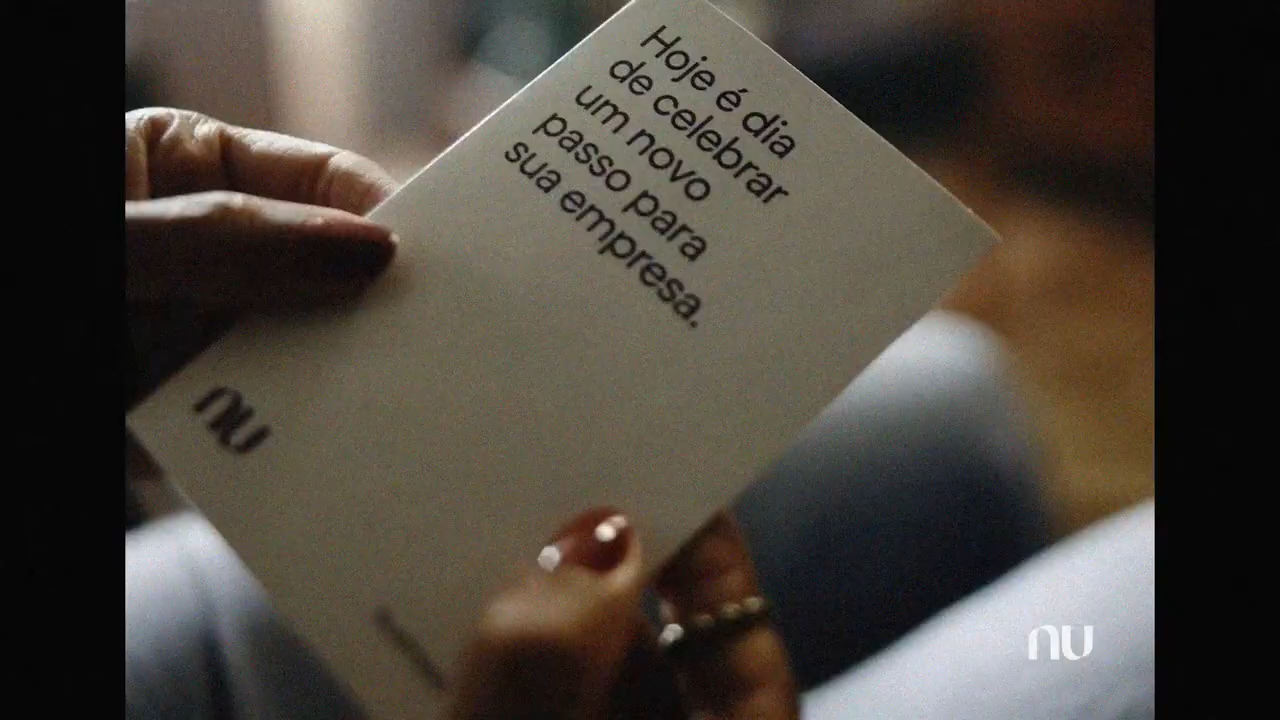 Hoje é dia
de celebrar
um novo
passo para
sua empresa.
nu
nu